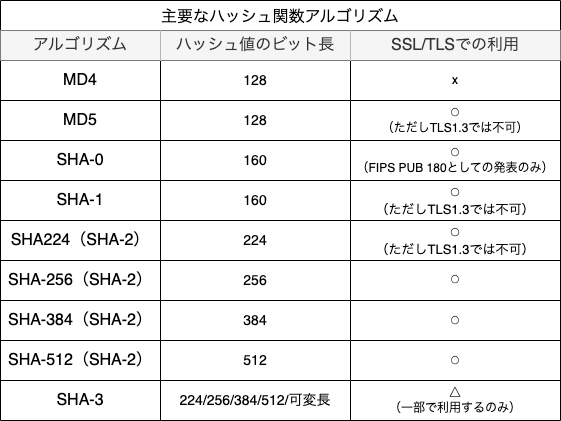 主要なハッシュ関数アルゴリズム
アルゴリズム ハッシュ値のビット長 SSL/TLSでの利用
MD4 128 x
MD5 128 ○
（ただしTLS1.3では不可）
SHA-0 160 ○
（FIPS PUB 180としての発表のみ）
SHA-1 160 ○
（ただしTLS1.3では不可）
SHA224（SHA-2） 224 ○
（ただしTLS1.3では不可）
SHA-256（SHA-2） 256 ○
SHA-384（SHA-2） 384 ○
SHA-512（SHA-2） 512 ○
SHA-3 224/256/384/512/可変長 △
（一部で利用するのみ）